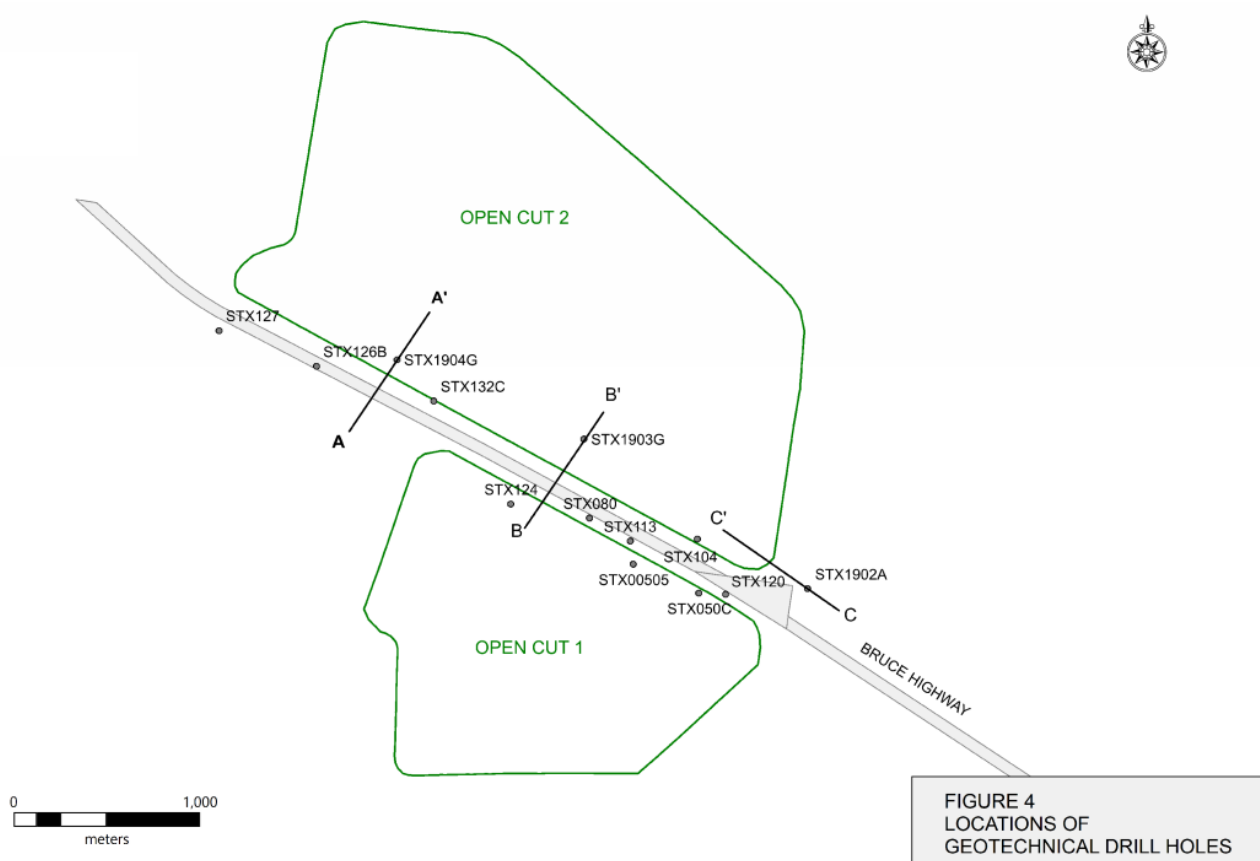 OPEN CUT 2
A'
STX127
STX126B
STX1904G
STX132C
A
B'
STX1903G
STX124
STX080
B
STX113
C'
STX104
STX00505
STX120
STX1902A
STX050C
C
OPEN CUT 1
BRUCE HIGHWAY
0 1,000
meters
FIGURE 4
LOCATIONS OF
GEOTECHNICAL DRILL HOLES